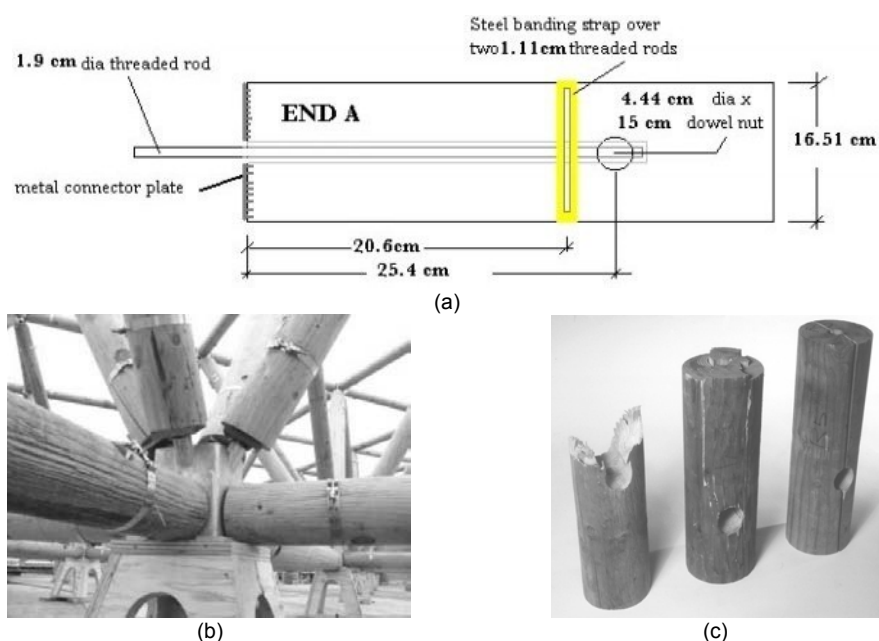 Steel banding strap over
two 1.11cm threaded rods
1.9 cm dia threaded rod
END A
4.44 cm dia x
15 cm dowel nut
16.51 cm
metal connector plate
20.6cm
25.4 cm
(a)
(b)
(c)